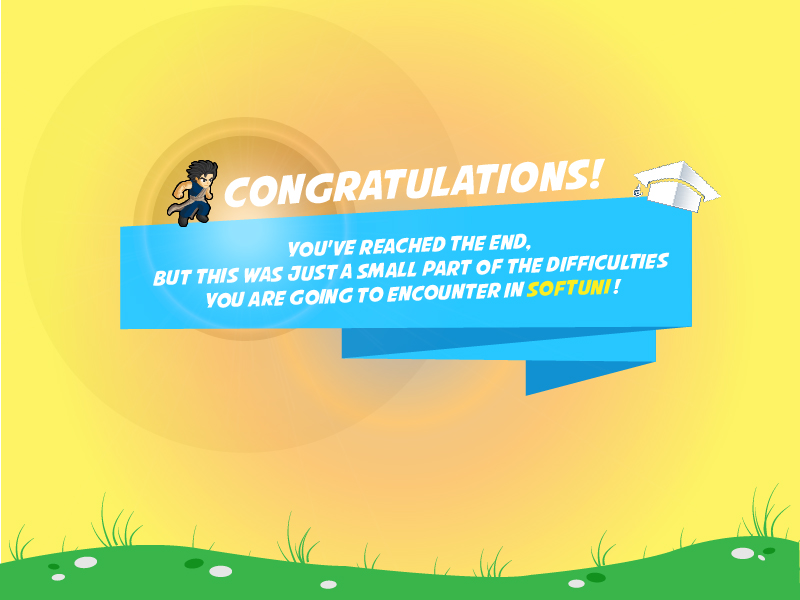 CONGRATULATIONS!
YOU'VE REACHED THE END,
BUT THIS WAS JUST A SMALL PART OF THE DIFFICULTIES
YOU ARE GOING TO ENCOUNTER IN SOFTUNI!